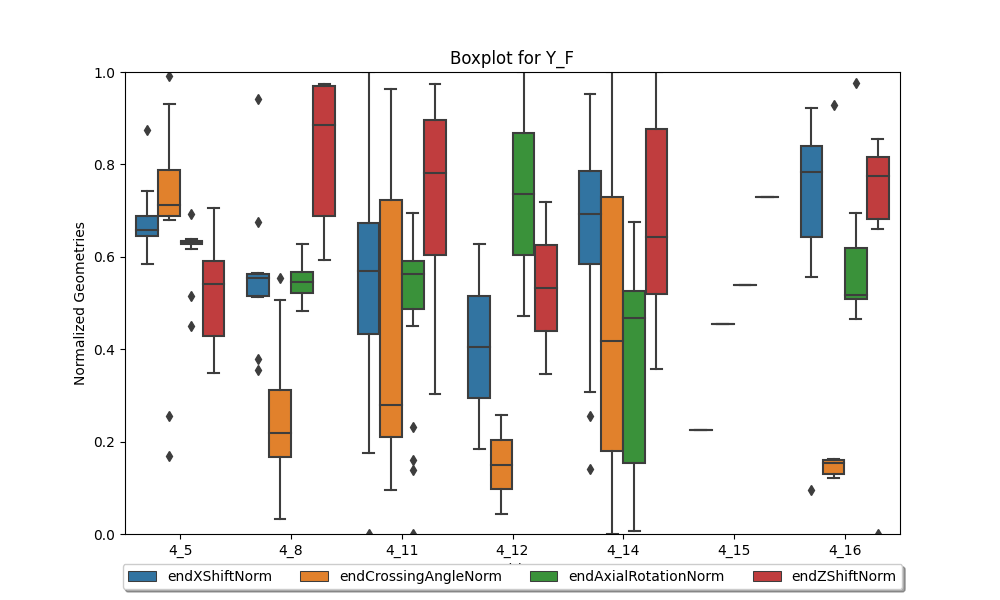 Boxplot for Y_F
Normalized Geometries
1.0
0.8
0.6
0.4
0.2
0.0
4_5 4_8 4_11 4_12 4_14 4_15 4_16
endXShiftNorm endCrossingAngleNorm endAxialRotationNorm endZShiftNorm